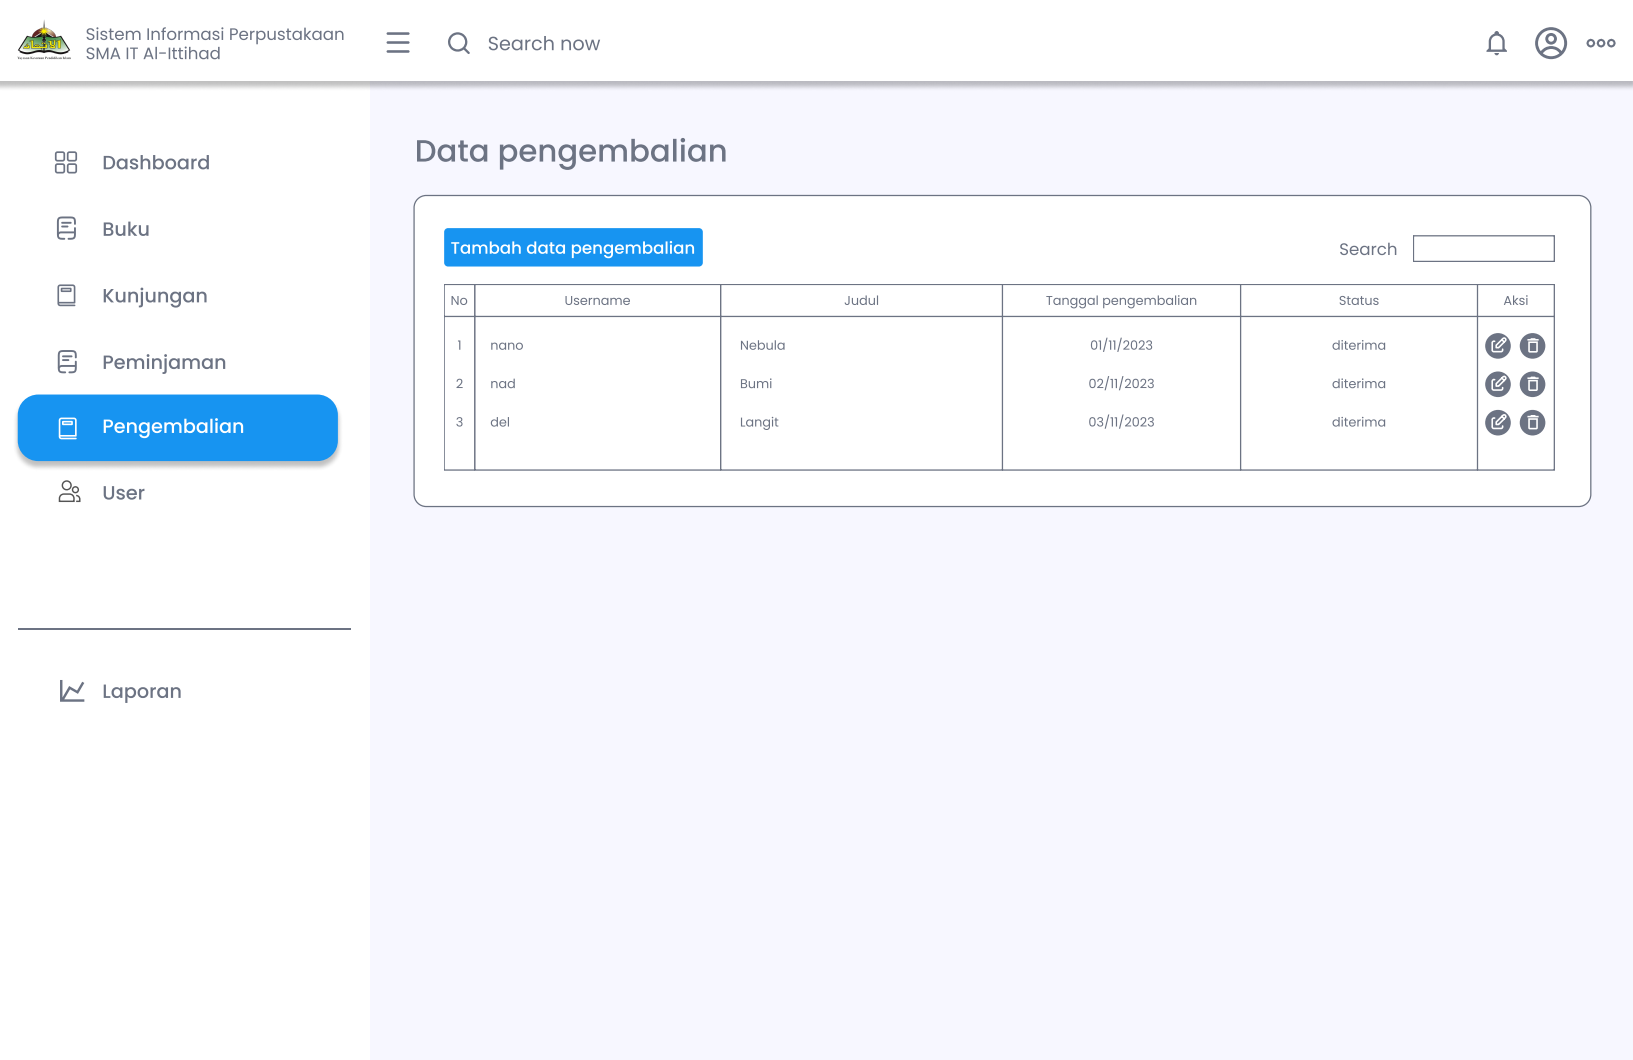 Sistem Informasi Perpustakaan
SMA IT Al-Ittihad
Search now
Dashboard
Buku
Kunjungan
Peminjaman
Pengembalian
User
Laporan
Data pengembalian
Tambah data pengembalian
Search
No Username Judul Tanggal pengembalian Status Aksi
1 nano Nebula 01/11/2023 diterima
2 nad Bumi 02/11/2023 diterima
3 del Langit 03/11/2023 diterima